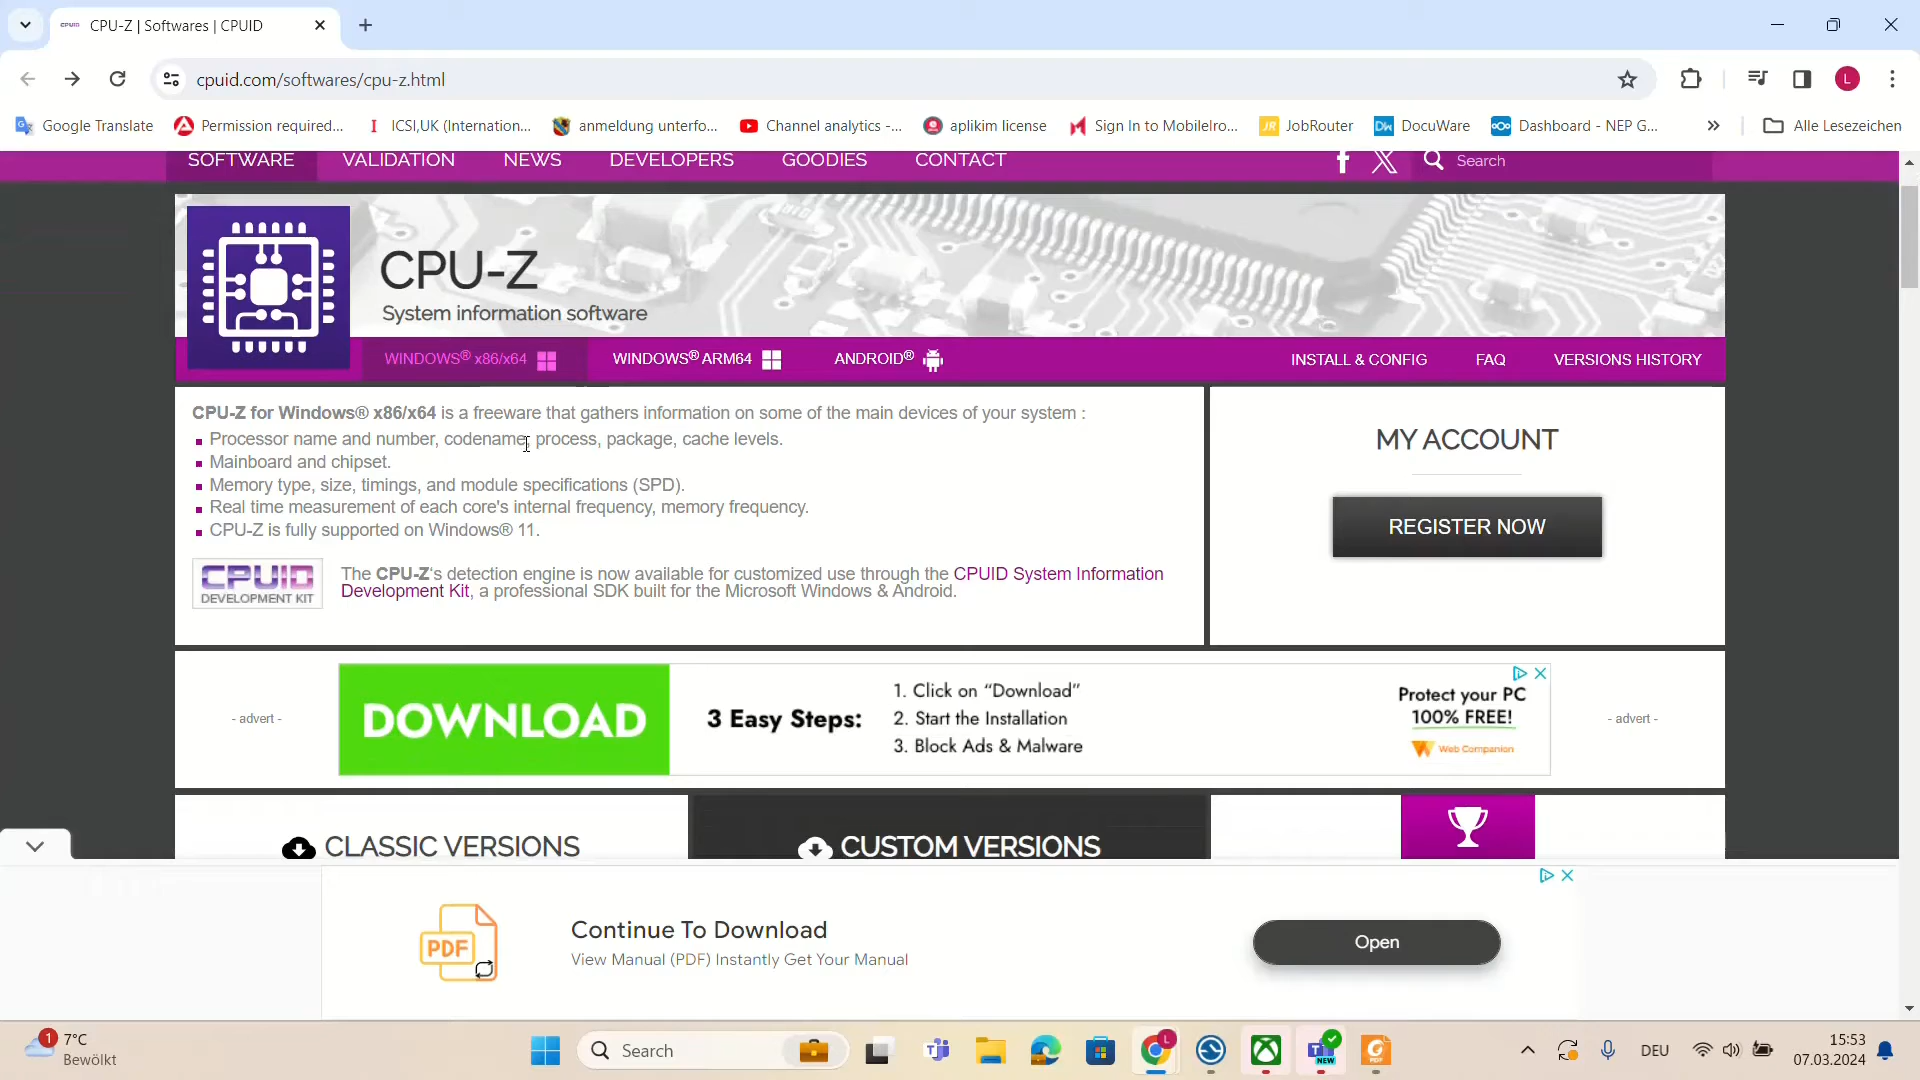 CPU-Z | Softwares | CPUID
cpuid.com/softwares/cpu-z.html
Google Translate
Permission required...
ICSI,UK (Internation...
anmeldung unterfo...
Channel analytics -...
aplikim license
Sign In to MobileIro...
JobRouter
DocuWare
Dashboard - NEP G...
Alle Lesezeichen
SOFTWARE VALIDATION NEWS DEVELOPERS GOODIES CONTACT Search
CPU-Z
System information software
WINDOWS® x86/x64 WINDOWS® ARM64 ANDROID® INSTALL & CONFIG FAQ VERSIONS HISTORY
CPU-Z for Windows® x86/x64 is a freeware that gathers information on some of the main devices of your system :
Processor name and number, codename, process, package, cache levels.
Mainboard and chipset.
Memory type, size, timings, and module specifications (SPD).
Real time measurement of each core's internal frequency, memory frequency.
CPU-Z is fully supported on Windows® 11.
CPUID
DEVELOPMENT KIT
The CPU-Z's detection engine is now available for customized use through the CPUID System Information
Development Kit, a professional SDK built for the Microsoft Windows & Android.
MY ACCOUNT
REGISTER NOW
- advert -
DOWNLOAD
3 Easy Steps:
1. Click on “Download”
2. Start the Installation
3. Block Ads & Malware
Protect your PC
100% FREE!
Web Companion
- advert -
CLASSIC VERSIONS
CUSTOM VERSIONS
PDF
Continue To Download
View Manual (PDF) Instantly Get Your Manual
Open
1
7°C
Bewölkt
Search
L
NEW
PDF
DEU
15:53
07.03.2024